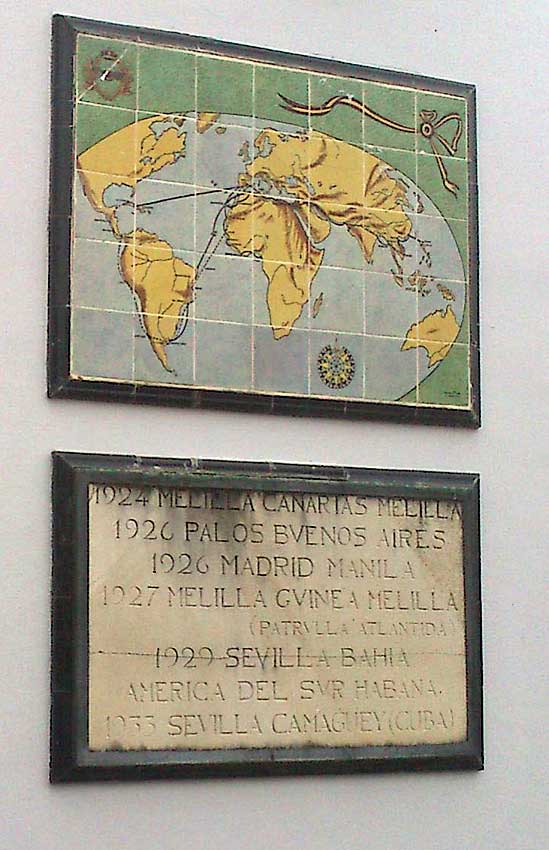 1924 MELILLA CANARIAS MELILLA
1926 PALOS BVENOS AIRES
1926 MADRID MANILA
1927 MELILLA GVINEA MELILLA
(PATRVLLA ATLANTIDA)
1929 SEVILLA BAHIA
AMERICA DEL SVR HABANA.
1933 SEVILLA CAMAGUEY (CUBA)